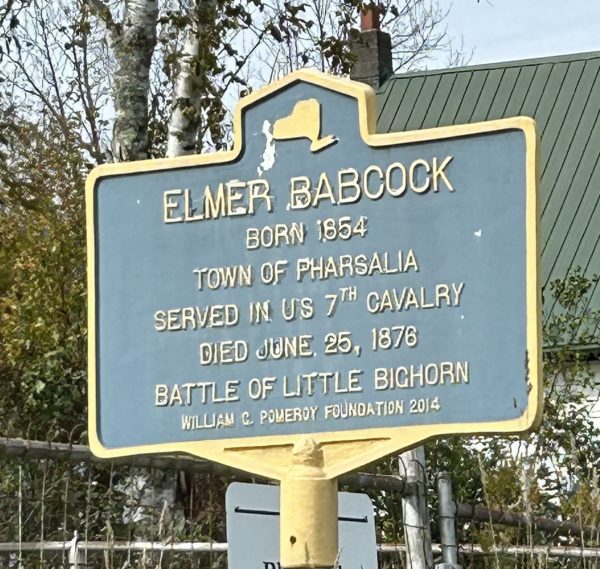 ELMER BABCOCK
BORN 1854
TOWN OF PHARSALIA
SERVED IN US 7TH CAVALRY
DIED JUNE 25, 1876
BATTLE OF LITTLE BIGHORN
WILLIAM G. POMEROY FOUNDATION 2014